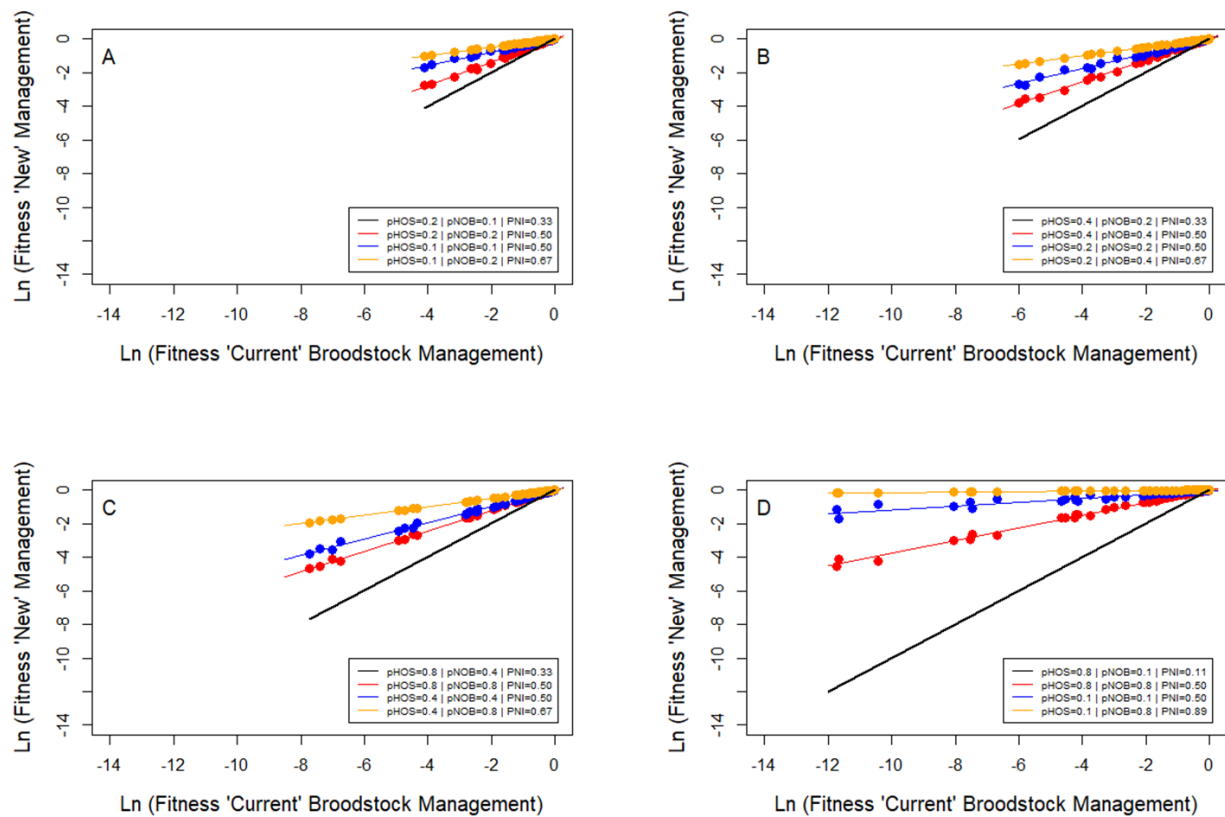 A
Ln (Fitness 'New' Management)
0
-2
-4
-6
-8
-10
-14
pHOS=0.2 | pNOB=0.1 | PNI=0.33
pHOS=0.2 | pNOB=0.2 | PNI=0.50
pHOS=0.1 | pNOB=0.1 | PNI=0.50
pHOS=0.1 | pNOB=0.2 | PNI=0.67
-14 -12 -10 -8 -6 -4 -2 0
Ln (Fitness 'Current' Broodstock Management)
B
Ln (Fitness 'New' Management)
0
-2
-4
-6
-8
-10
-14
pHOS=0.4 | pNOB=0.2 | PNI=0.33
pHOS=0.4 | pNOB=0.4 | PNI=0.50
pHOS=0.2 | pNOS=0.2 | PNI=0.50
pHOS=0.2 | pNOB=0.4 | PNI=0.67
-14 -12 -10 -8 -6 -4 -2 0
Ln (Fitness 'Current' Broodstock Management)
C
Ln (Fitness 'New' Management)
0
-2
-4
-6
-8
-10
-14
pHOS=0.8 | pNOB=0.4 | PNI=0.33
pHOS=0.8 | pNOB=0.8 | PNI=0.50
pHOS=0.4 | pNOB=0.4 | PNI=0.50
pHOS=0.4 | pNOB=0.8 | PNI=0.67
-14 -12 -10 -8 -6 -4 -2 0
Ln (Fitness 'Current' Broodstock Management)
D
Ln (Fitness 'New' Management)
0
-2
-4
-6
-8
-10
-14
pHOS=0.8 | pNOB=0.1 | PNI=0.11
pHOS=0.8 | pNOB=0.8 | PNI=0.50
pHOS=0.1 | pNOB=0.1 | PNI=0.50
pHOS=0.1 | pNOB=0.8 | PNI=0.89
-14 -12 -10 -8 -6 -4 -2 0
Ln (Fitness 'Current' Broodstock Management)